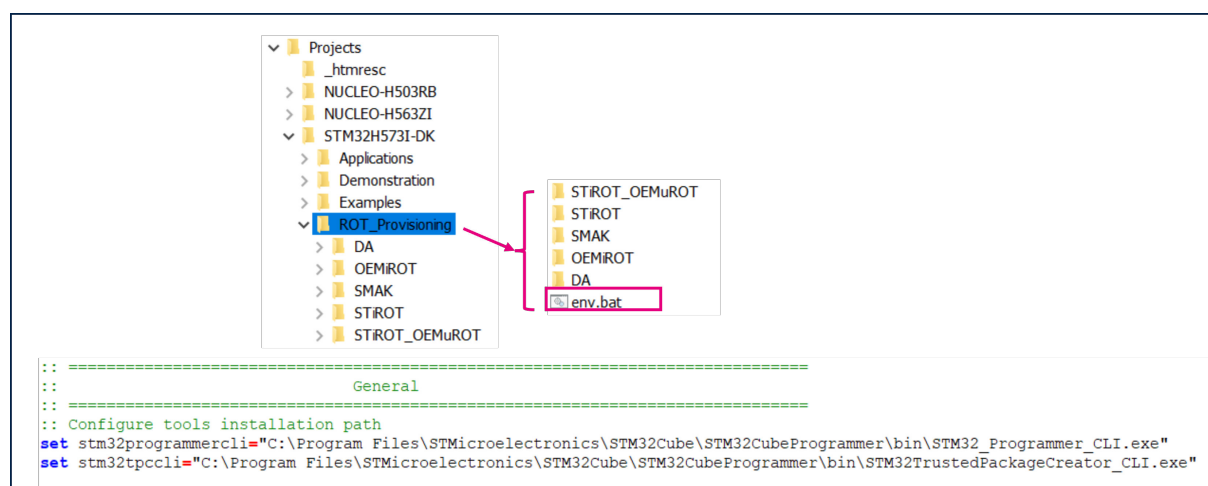 Projects
_htmresc
NUCLEO-H503RB
NUCLEO-H563ZI
STM32H573I-DK
Applications
Demonstration
Examples
ROT_Provisioning
DA
OEMiROT
SMAK
STiROT
STiROT_OEMuROT
STiROT_OEMuROT
STiROT
SMAK
OEMiROT
DA
env.bat
:: ==============================================================================
:: General
:: ==============================================================================
:: Configure tools installation path
set stm32programmercli="C:\Program Files\STMicroelectronics\STM32Cube\STM32CubeProgrammer\bin\STM32_Programmer_CLI.exe"
set stm32tpccli="C:\Program Files\STMicroelectronics\STM32Cube\STM32CubeProgrammer\bin\STM32TrustedPackageCreator_CLI.exe"